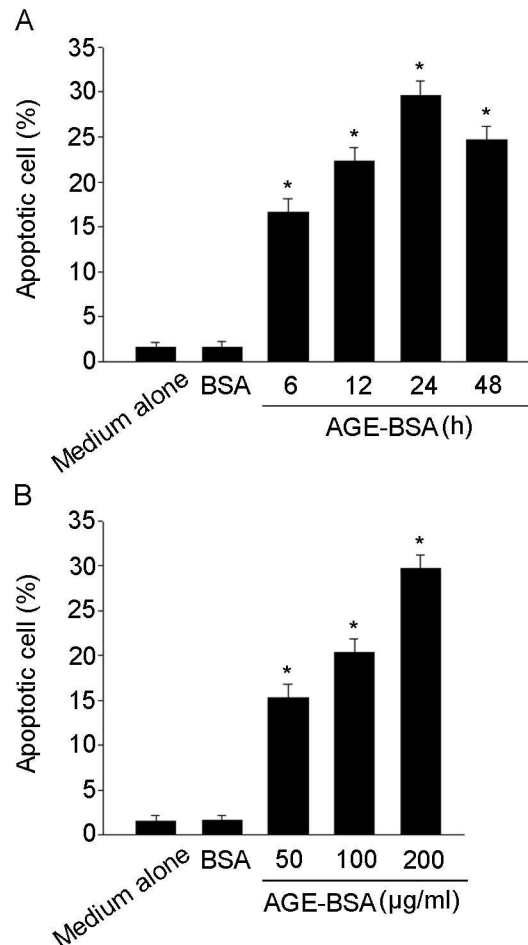 A
Apoptotic cell (%)
35
30
25
20
15
10
5
0
* * * *
Medium alone BSA 6 12 24 48
AGE-BSA (h)
B
Apoptotic cell (%)
35
30
25
20
15
10
5
0
* * *
Medium alone BSA 50 100 200
AGE-BSA (µg/ml)